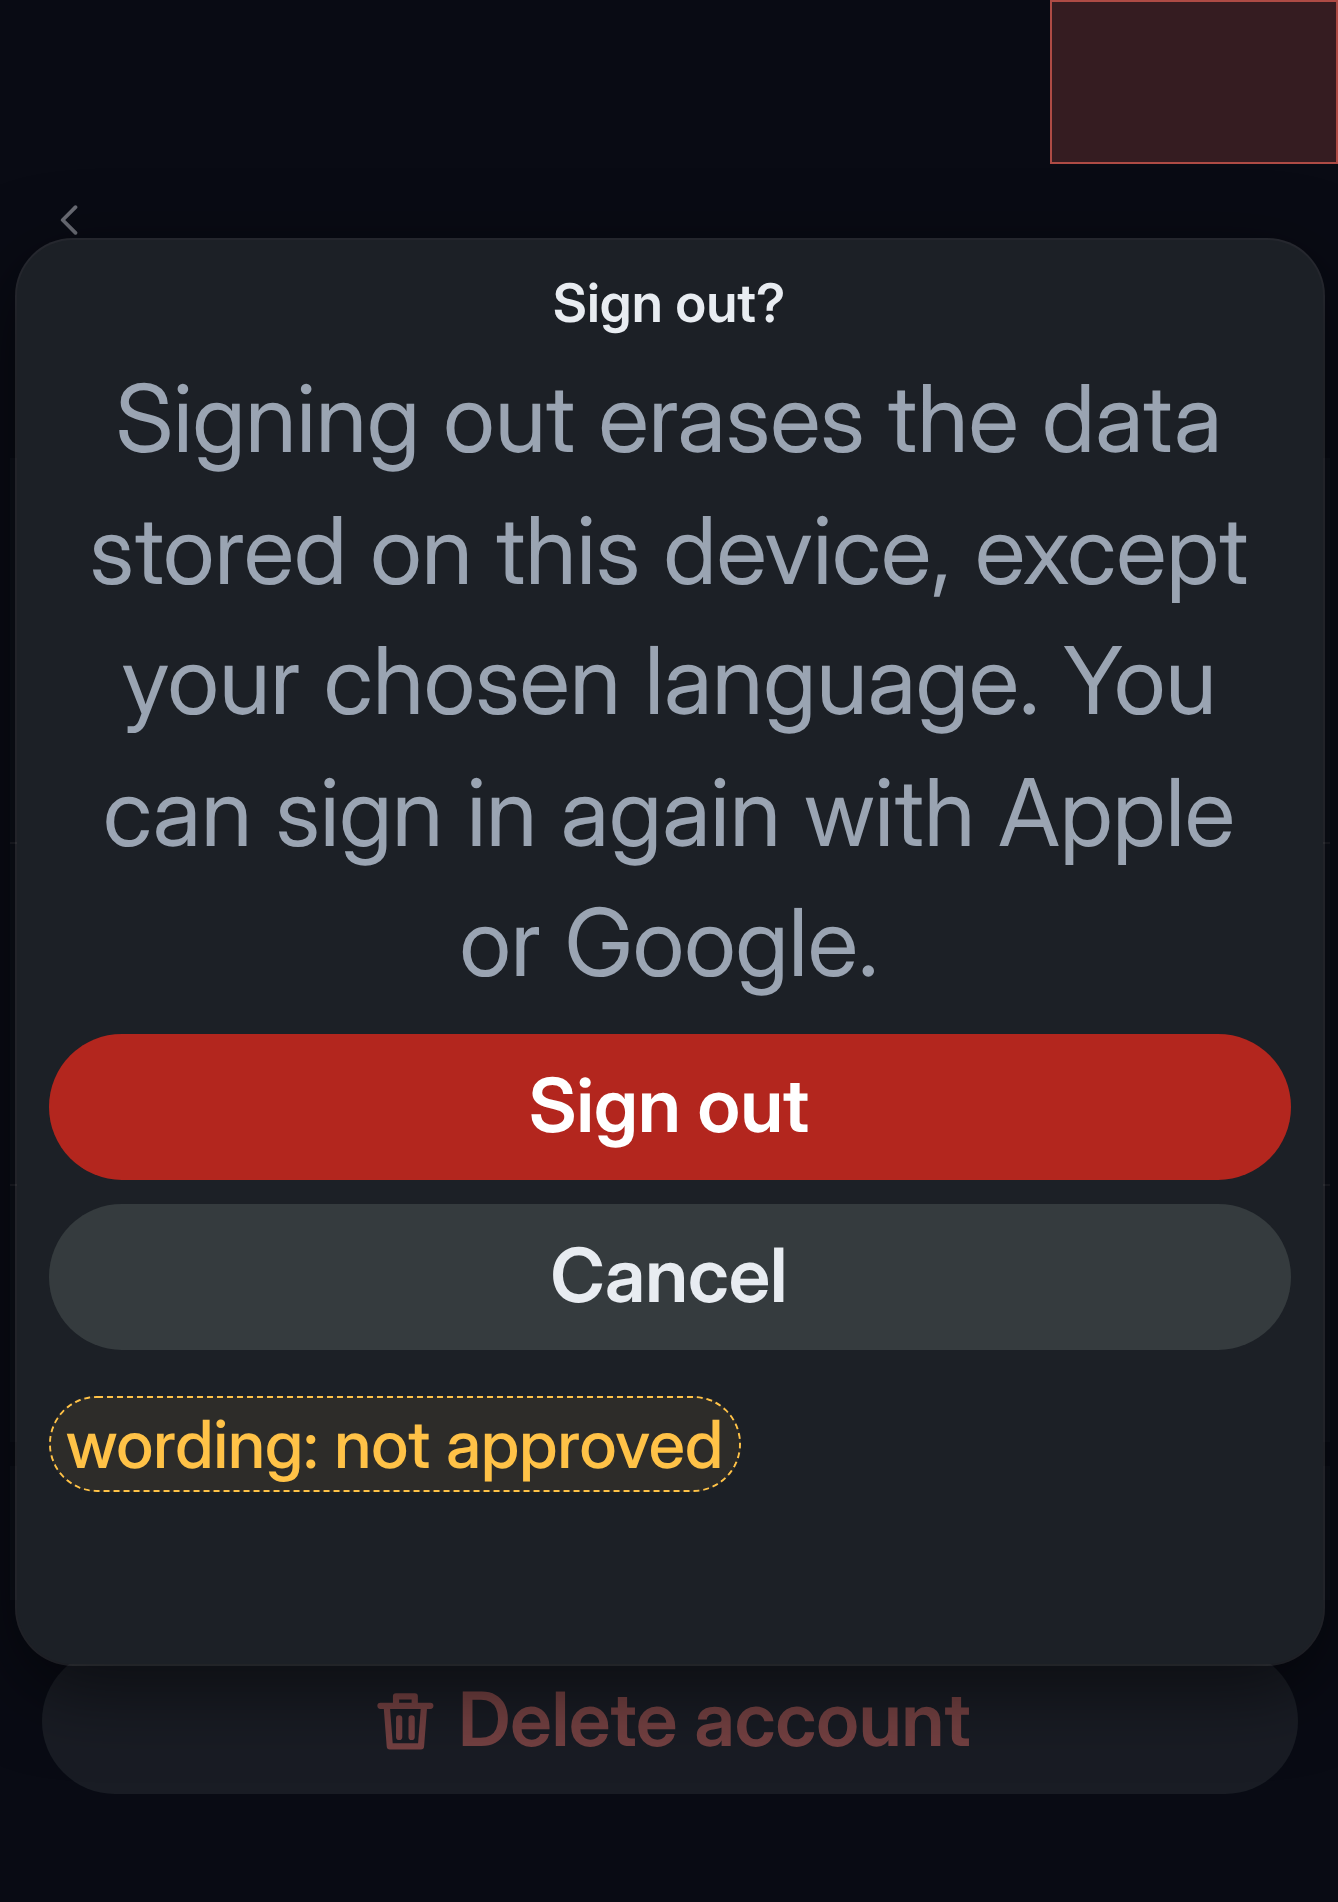 Sign out?
Signing out erases the data
stored on this device, except
your chosen language. You
can sign in again with Apple
or Google.
Sign out
Cancel
wording: not approved
Delete account